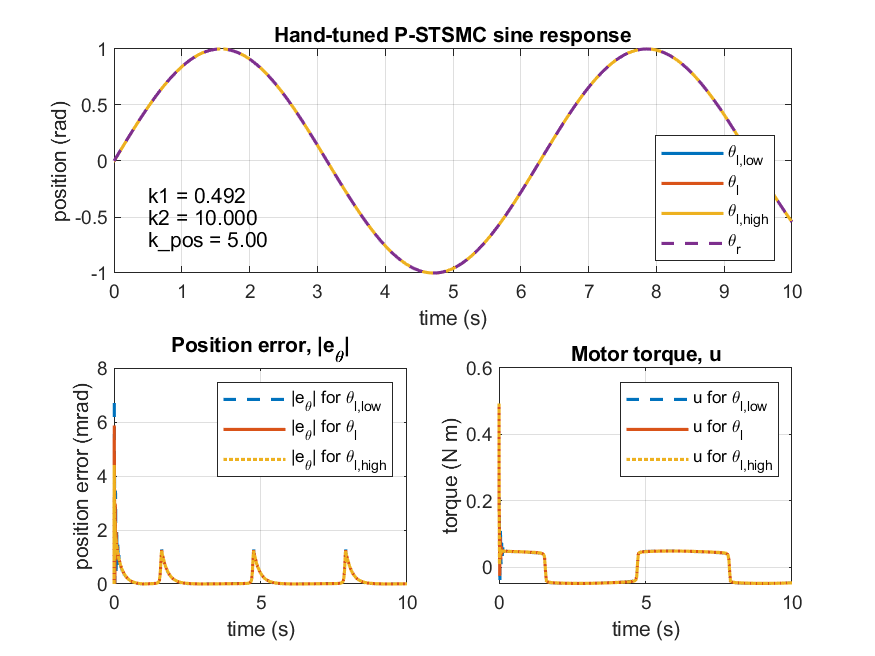 Hand-tuned P-STSMC sine response
1
0.5
0
-0.5
-1
position (rad)
k1 = 0.492
k2 = 10.000
k_pos = 5.00
θl,low
θl
θl,high
θr
0 1 2 3 4 5 6 7 8 9 10
time (s)
Position error, |eθ|
8
6
4
2
0
position error (mrad)
|eθ| for θl,low
|eθ| for θl
|eθ| for θl,high
0 5 10
time (s)
Motor torque, u
0.6
0.4
0.2
0
torque (N m)
u for θl,low
u for θl
u for θl,high
0 5 10
time (s)